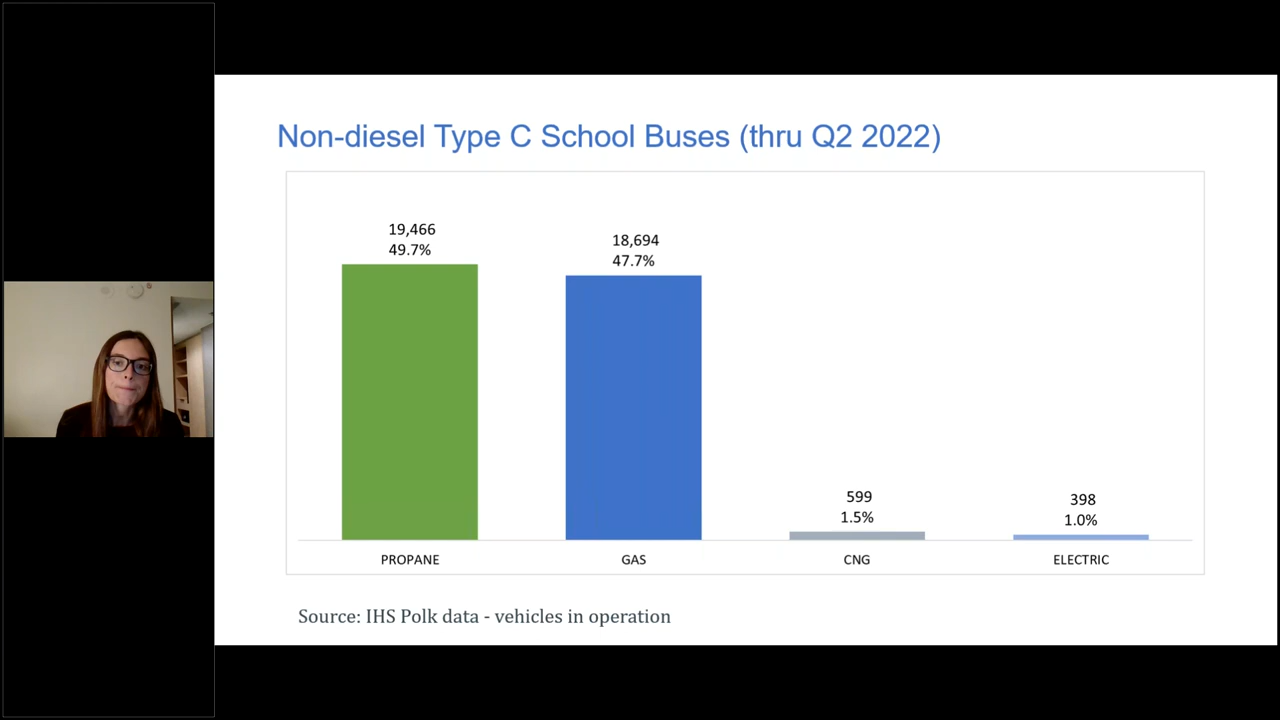 Non-diesel Type C School Buses (thru Q2 2022)
19,466
49.7%
18,694
47.7%
599
1.5%
398
1.0%
PROPANE
GAS
CNG
ELECTRIC
Source: IHS Polk data - vehicles in operation